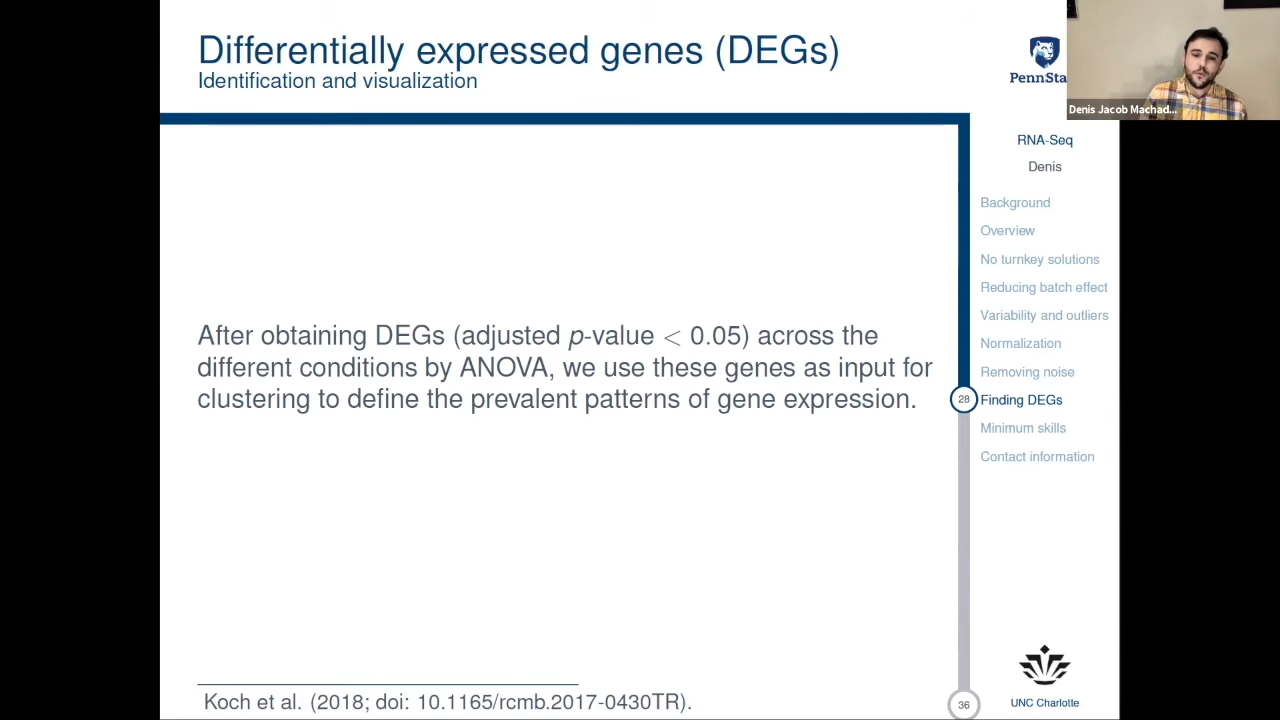 Differentially expressed genes (DEGs)
Identification and visualization
After obtaining DEGs (adjusted p-value < 0.05) across the
different conditions by ANOVA, we use these genes as input for
clustering to define the prevalent patterns of gene expression.
Koch et al. (2018; doi: 10.1165/rcmb.2017-0430TR).
PennSta
Denis Jacob Machad...
RNA-Seq
Denis
Background
Overview
No turnkey solutions
Reducing batch effect
Variability and outliers
Normalization
Removing noise
28
Finding DEGs
Minimum skills
Contact information
UNC Charlotte
36